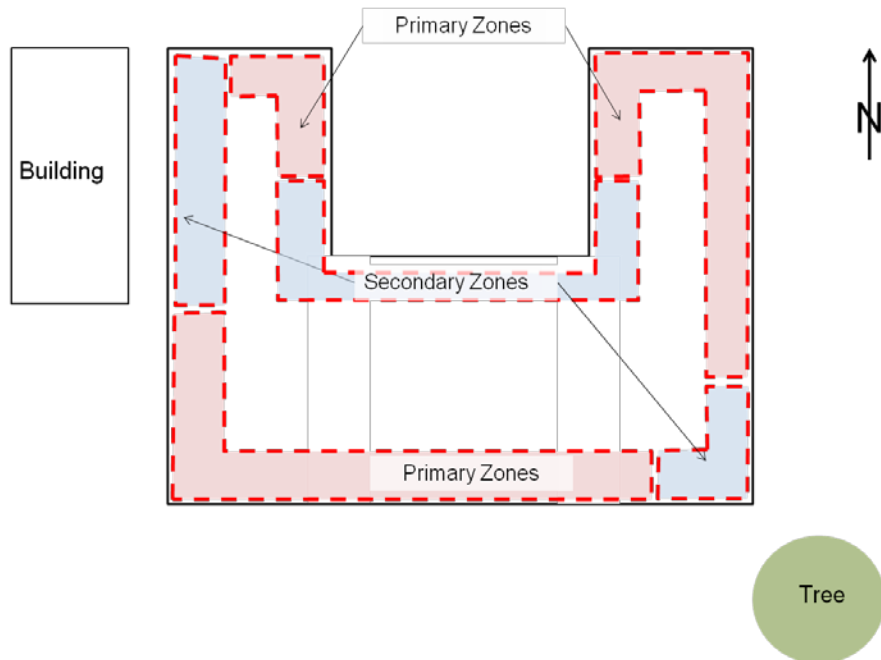 Primary Zones
N
Building
Secondary Zones
Primary Zones
Tree